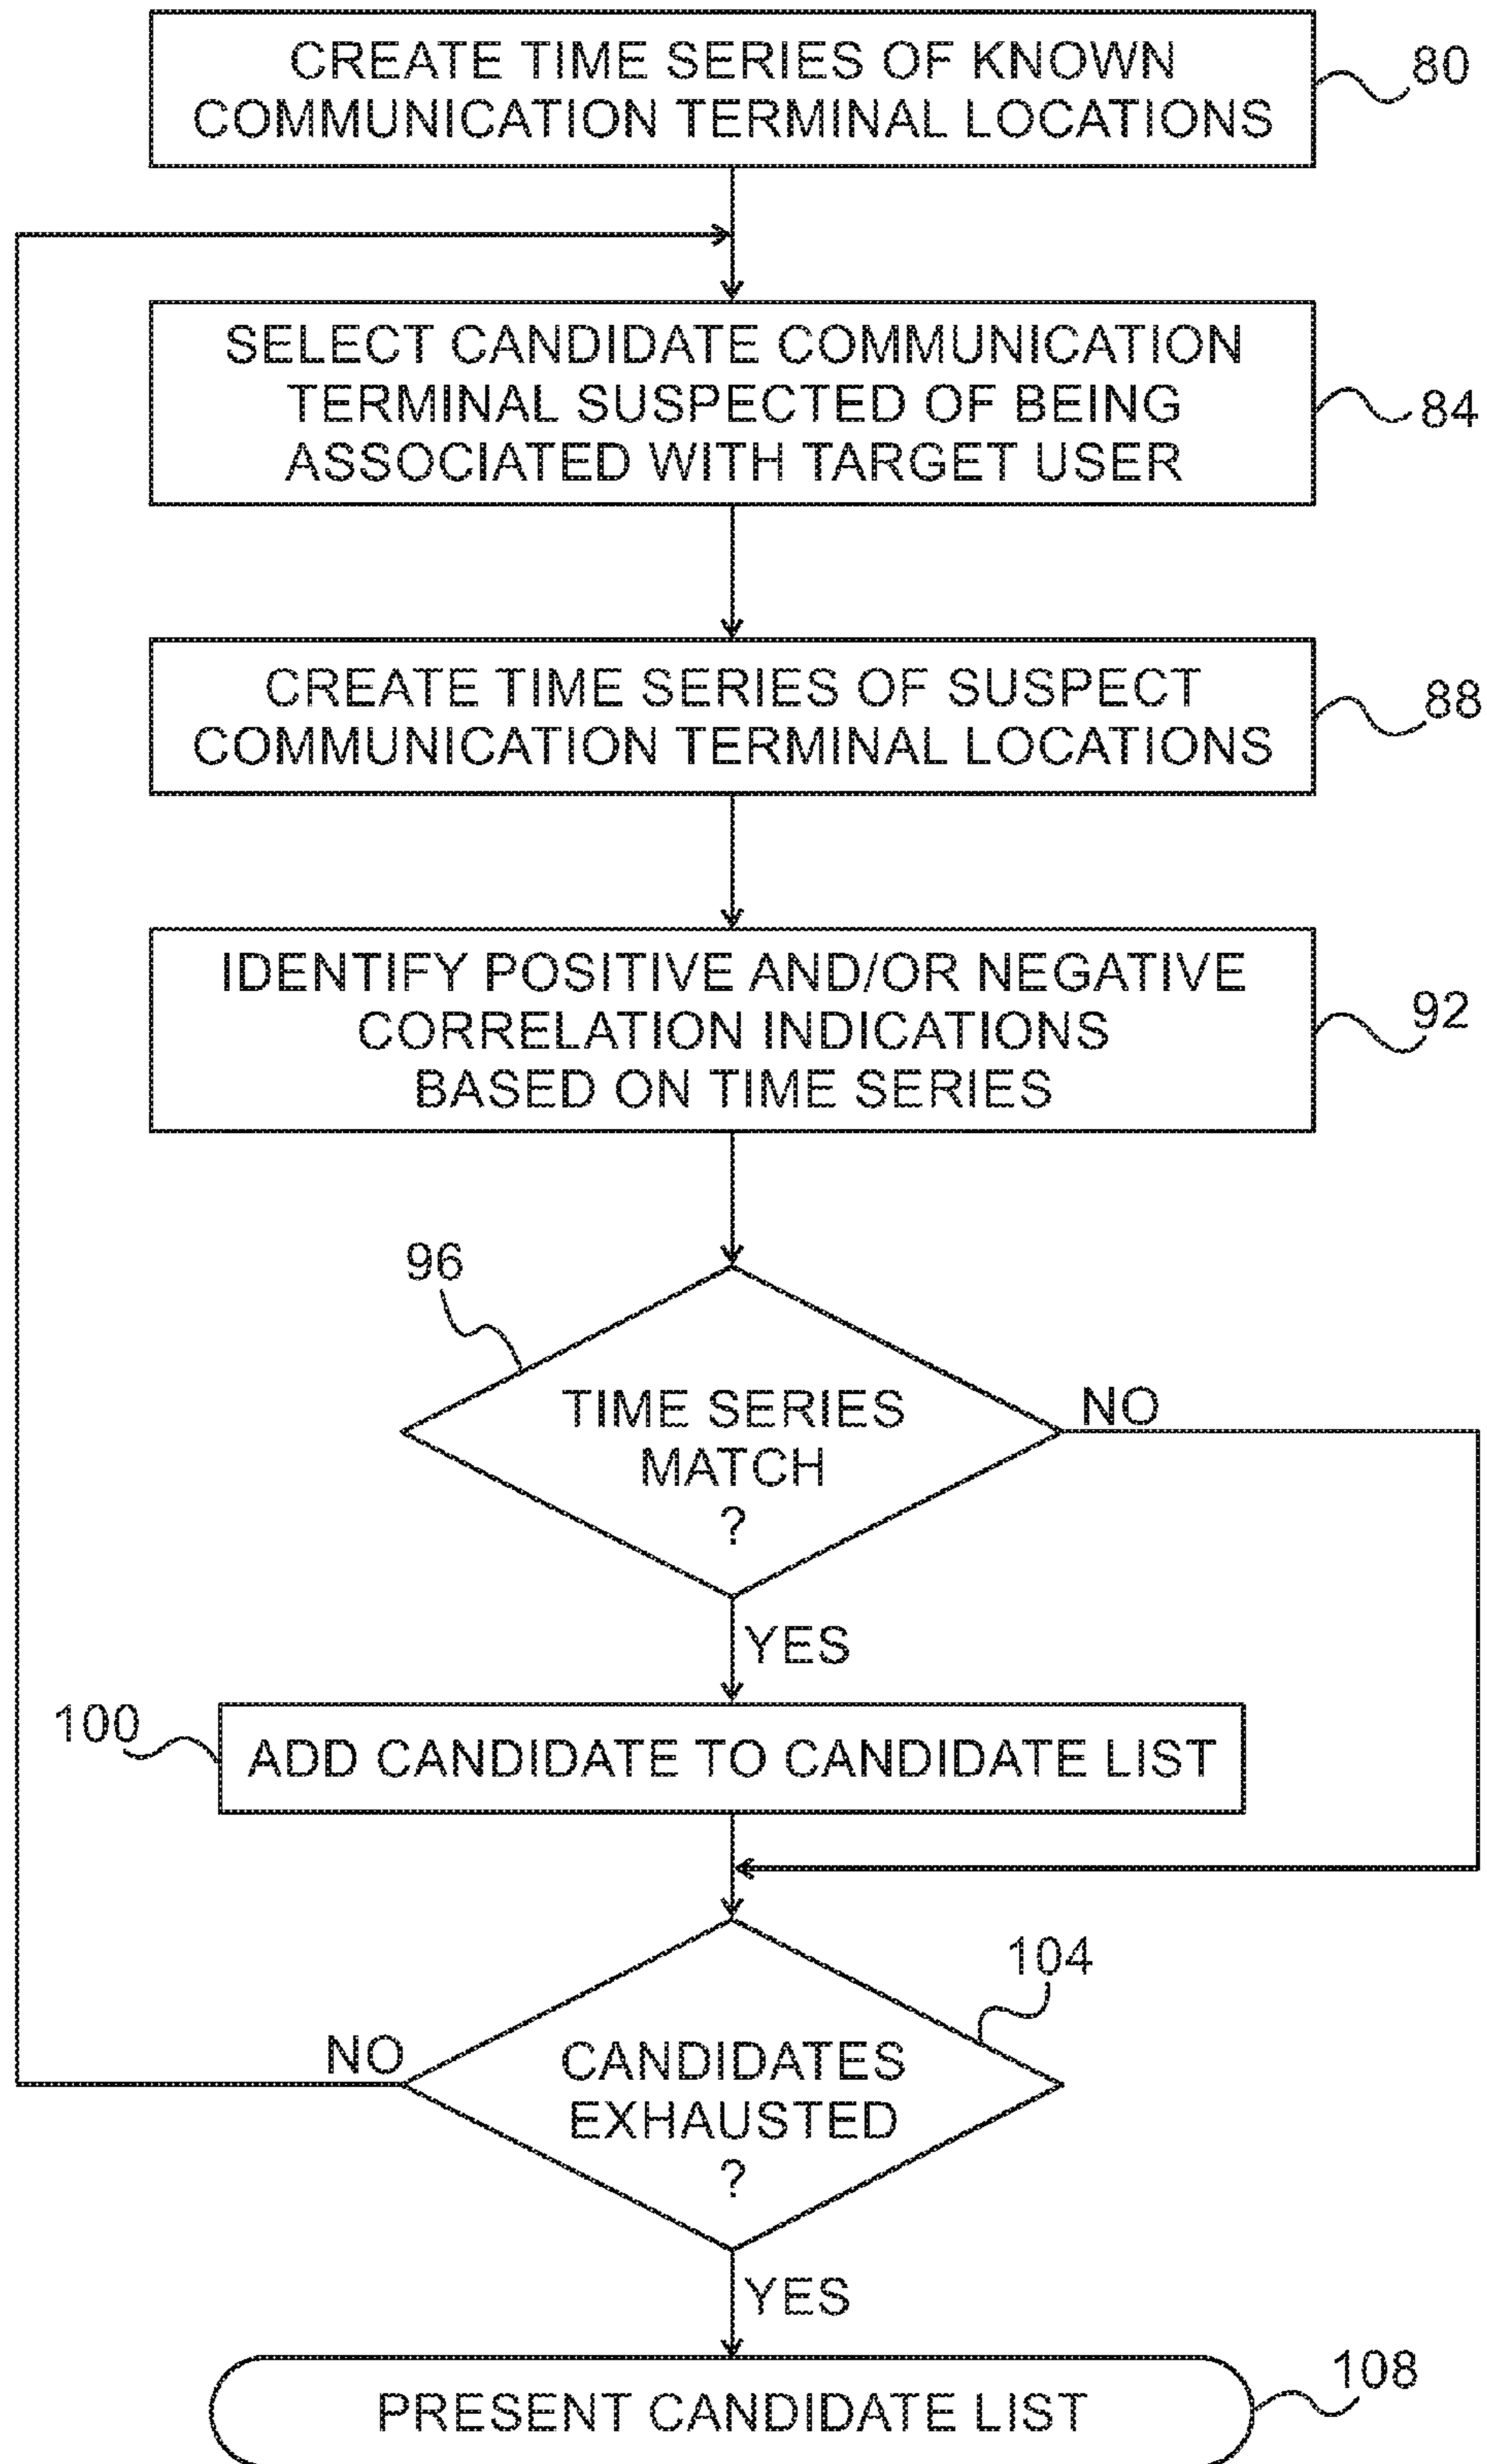 CREATE TIME SERIES OF KNOWN
COMMUNICATION TERMINAL LOCATIONS
80
SELECT CANDIDATE COMMUNICATION
TERMINAL SUSPECTED OF BEING
ASSOCIATED WITH TARGET USER
84
CREATE TIME SERIES OF SUSPECT
COMMUNICATION TERMINAL LOCATIONS
88
IDENTIFY POSITIVE AND/OR NEGATIVE
CORRELATION INDICATIONS
BASED ON TIME SERIES
92
96
TIME SERIES
MATCH
?
NO
YES
100
ADD CANDIDATE TO CANDIDATE LIST
104
NO
CANDIDATES
EXHAUSTED
?
YES
PRESENT CANDIDATE LIST
108